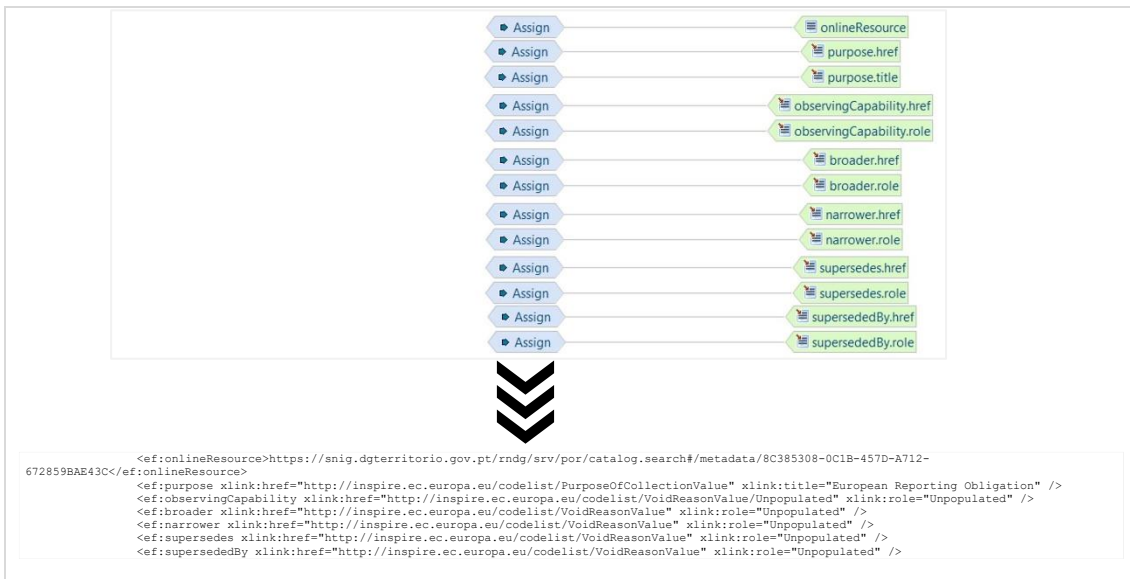 Assign onlineResource
Assign purpose.href
Assign purpose.title
Assign observingCapability.href
Assign observingCapability.role
Assign broader.href
Assign broader.role
Assign narrower.href
Assign narrower.role
Assign supersedes.href
Assign supersedes.role
Assign supersededBy.href
Assign supersededBy.role
<ef:onlineResource>https://snig.dgterritorio.gov.pt/rndg/srv/por/catalog.search#/metadata/8C385308-0C1B-457D-A712-
672859BAE43C</ef:onlineResource>
<ef:purpose xlink:href="http://inspire.ec.europa.eu/codelist/PurposeOfCollectionValue" xlink:title="European Reporting Obligation" />
<ef:observingCapability xlink:href="http://inspire.ec.europa.eu/codelist/VoidReasonValue/Unpopulated" xlink:role="Unpopulated" />
<ef:broader xlink:href="http://inspire.ec.europa.eu/codelist/VoidReasonValue" xlink:role="Unpopulated" />
<ef:narrower xlink:href="http://inspire.ec.europa.eu/codelist/VoidReasonValue" xlink:role="Unpopulated" />
<ef:supersedes xlink:href="http://inspire.ec.europa.eu/codelist/VoidReasonValue" xlink:role="Unpopulated" />
<ef:supersededBy xlink:href="http://inspire.ec.europa.eu/codelist/VoidReasonValue" xlink:role="Unpopulated" />